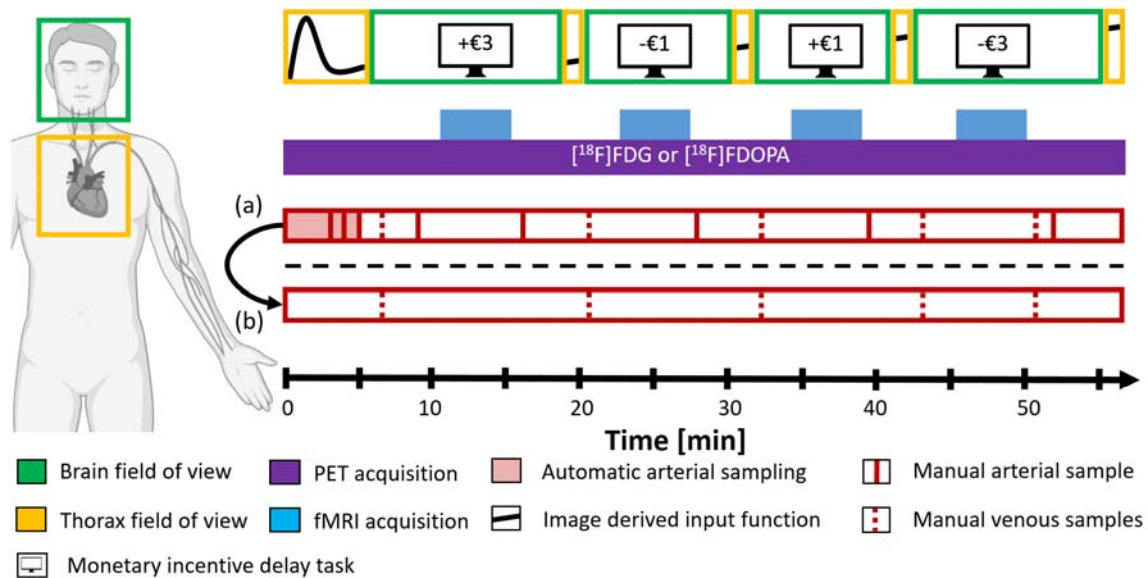 +€3
-€1
+€1
-€3
[¹⁸F]FDG or [¹⁸F]FDOPA
(a)
(b)
0 10 20 30 40 50
Time [min]
Brain field of view
PET acquisition
Automatic arterial sampling
Manual arterial sample
Thorax field of view
fMRI acquisition
Image derived input function
Manual venous samples
Monetary incentive delay task